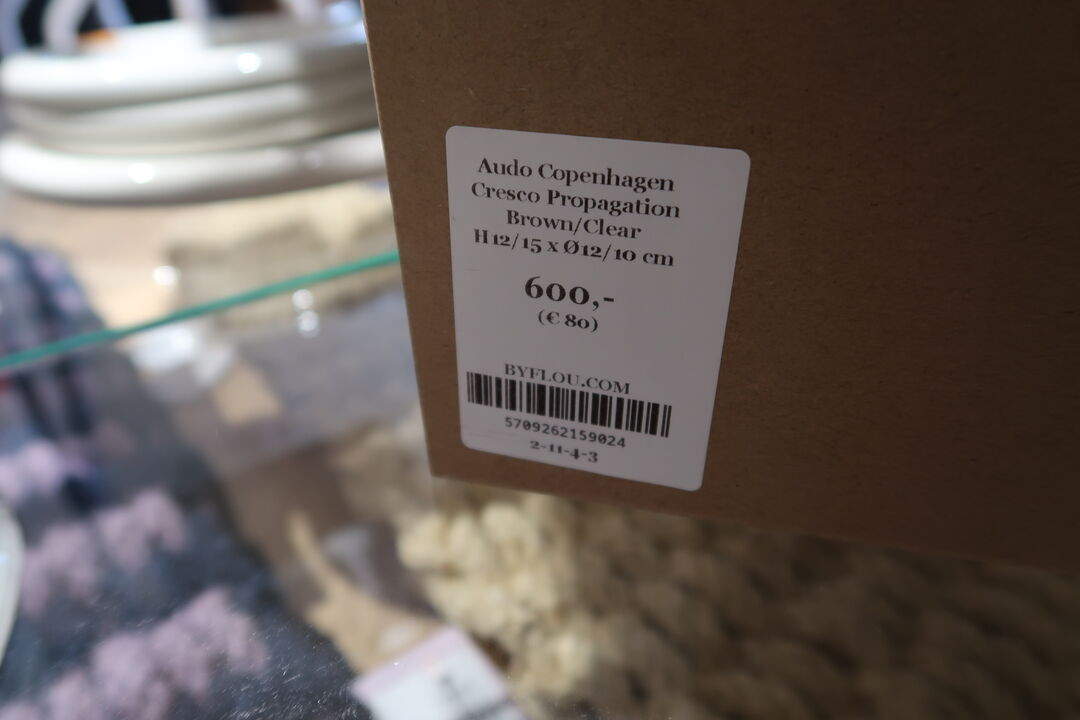 Audo Copenhagen
Cresco Propagation
Brown/Clear
H12/15 x Ø12/10 cm
600,-
(€ 80)
BYFLOU.COM
5709262159024
2-11-4-3